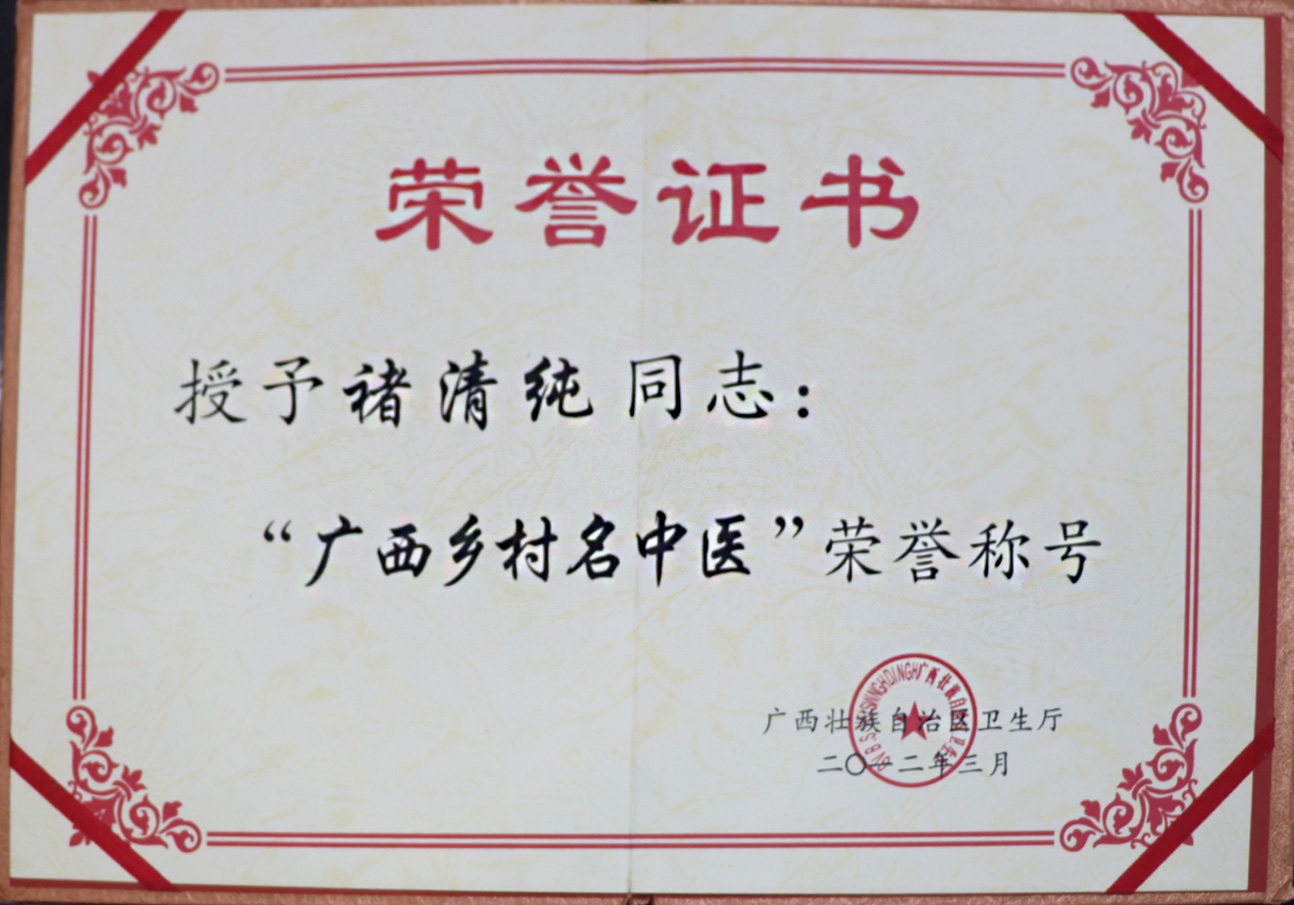 荣誉证书
授予褚清纯同志：
“广西乡村名中医”荣誉称号
广西壮族自治区卫生厅
二〇一二年三月